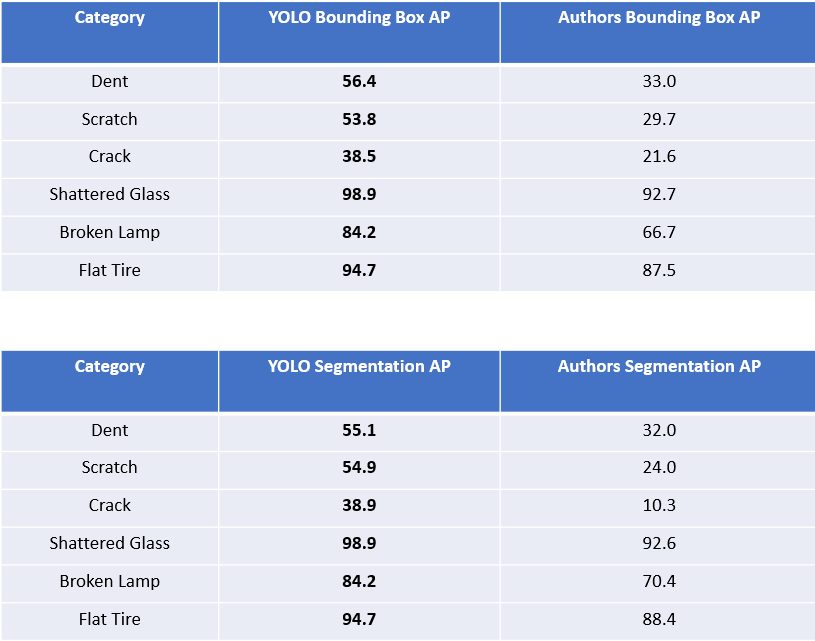 Category YOLO Bounding Box AP Authors Bounding Box AP
Dent 56.4 33.0
Scratch 53.8 29.7
Crack 38.5 21.6
Shattered Glass 98.9 92.7
Broken Lamp 84.2 66.7
Flat Tire 94.7 87.5
Category YOLO Segmentation AP Authors Segmentation AP
Dent 55.1 32.0
Scratch 54.9 24.0
Crack 38.9 10.3
Shattered Glass 98.9 92.6
Broken Lamp 84.2 70.4
Flat Tire 94.7 88.4